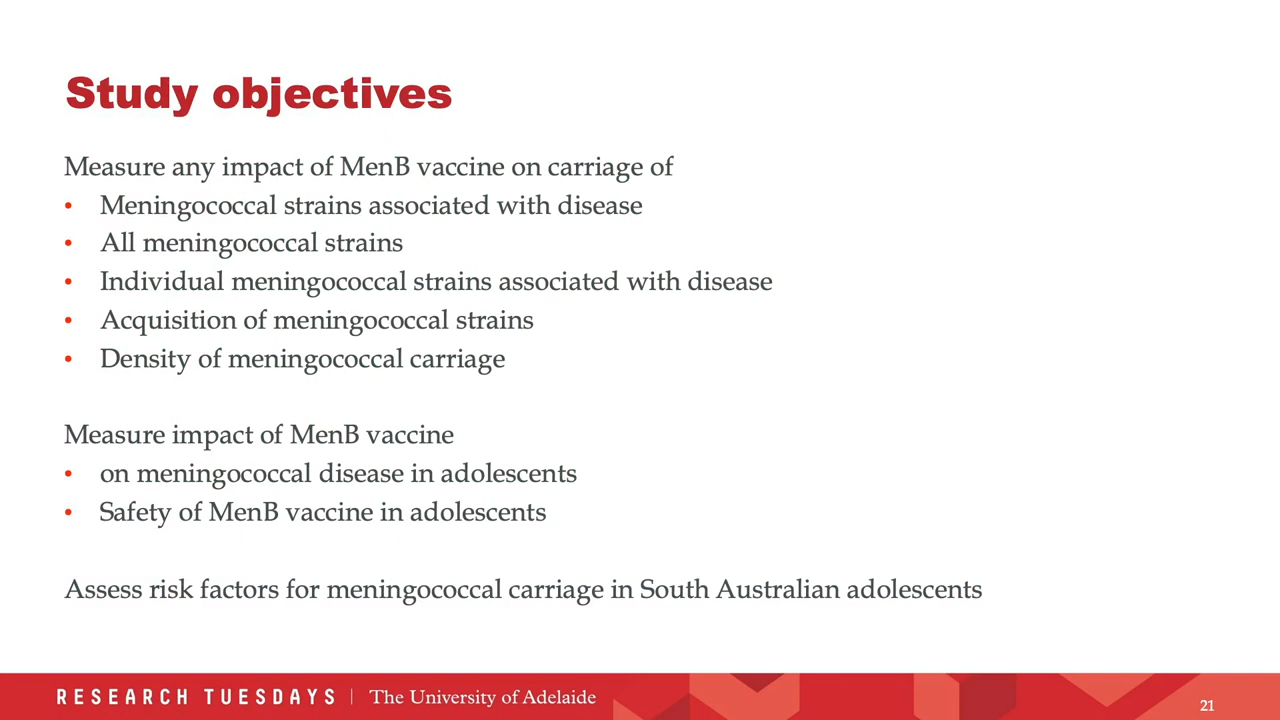 Study objectives
Measure any impact of MenB vaccine on carriage of
• Meningococcal strains associated with disease
• All meningococcal strains
• Individual meningococcal strains associated with disease
• Acquisition of meningococcal strains
• Density of meningococcal carriage
Measure impact of MenB vaccine
• on meningococcal disease in adolescents
• Safety of MenB vaccine in adolescents
Assess risk factors for meningococcal carriage in South Australian adolescents
RESEARCH TUESDAYS | The University of Adelaide
21